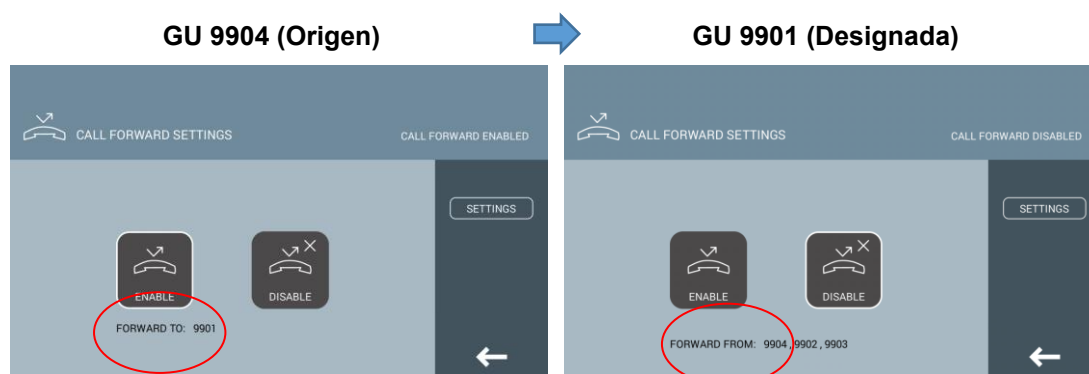 GU 9904 (Origen)
GU 9901 (Designada)
CALL FORWARD SETTINGS
CALL FORWARD ENABLED
SETTINGS
ENABLE
DISABLE
FORWARD TO: 9901
CALL FORWARD SETTINGS
CALL FORWARD DISABLED
SETTINGS
ENABLE
DISABLE
FORWARD FROM: 9904 , 9902 , 9903